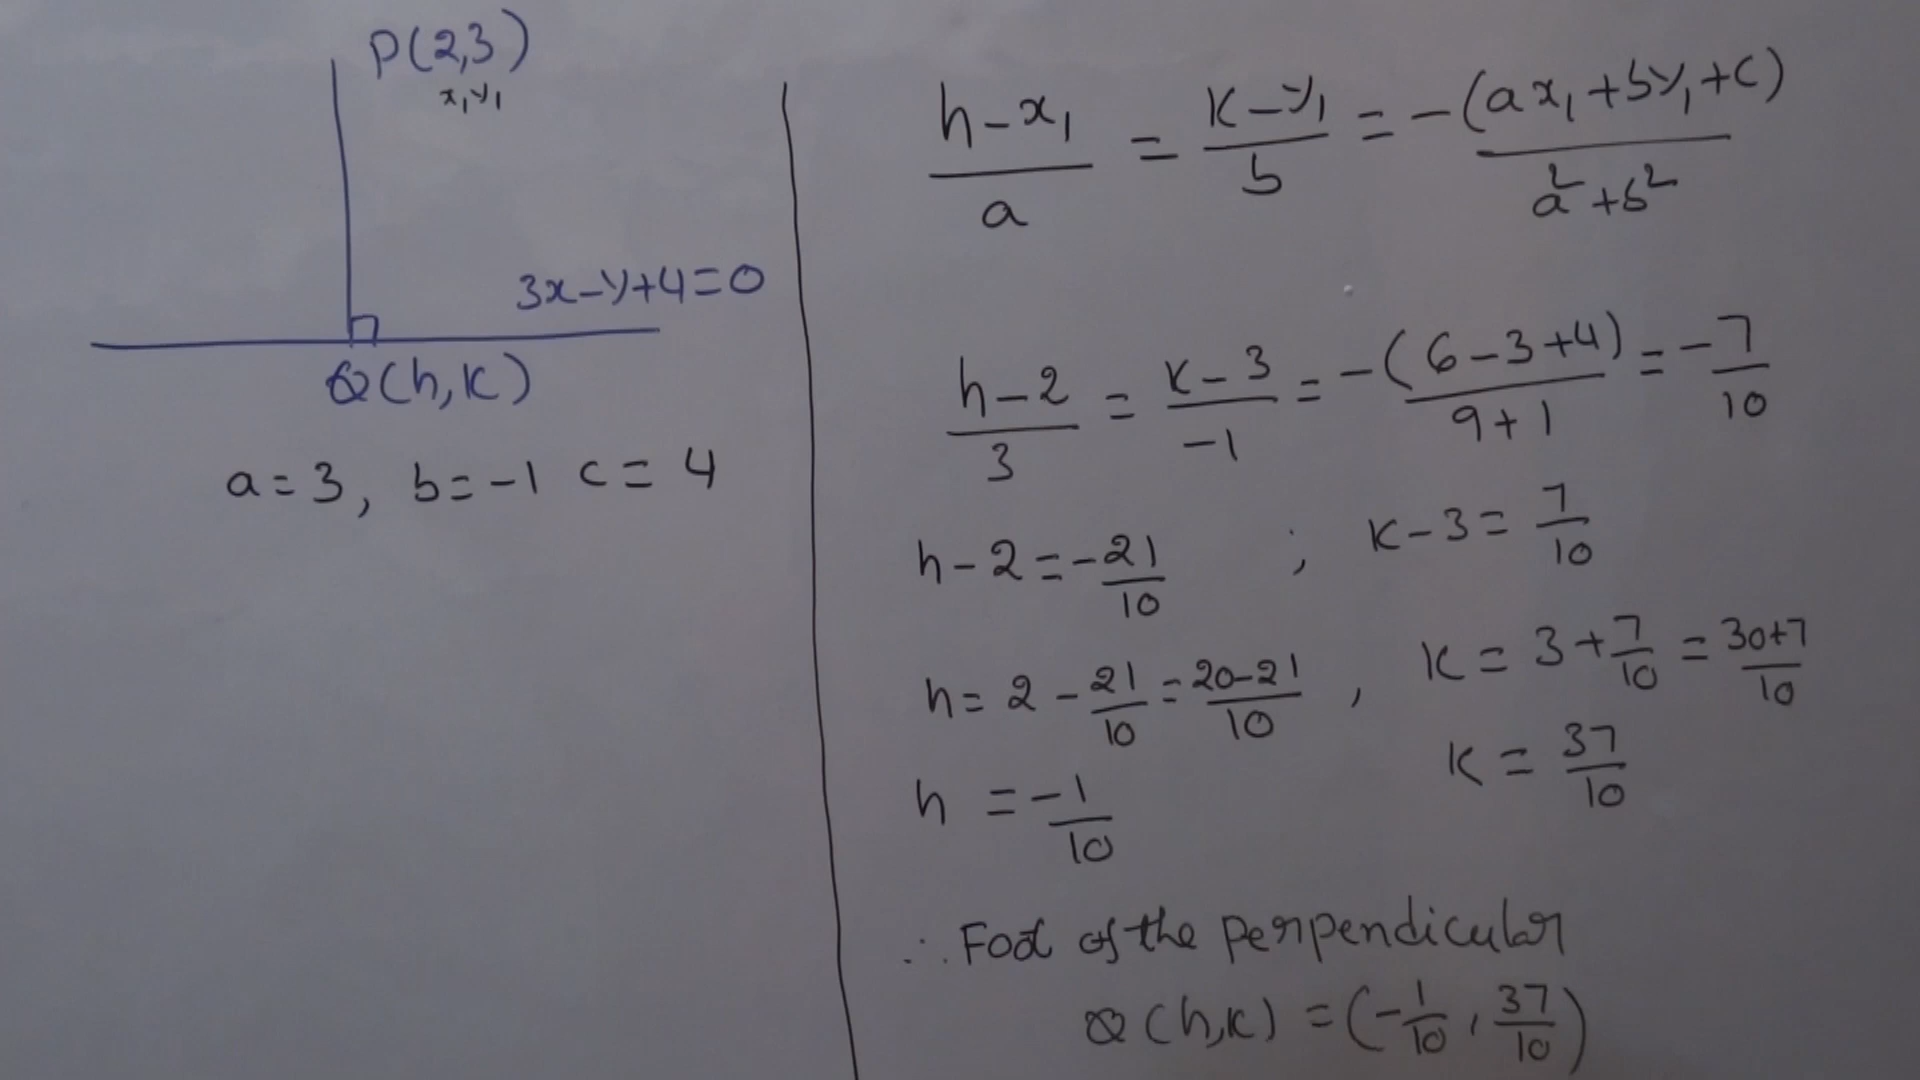 P(2,3)
x₁ y₁
3x-y+4=0
Q(h,k)
a=3, b=-1 c=4
(h-x₁)/a = (k-y₁)/b = -(ax₁+by₁+c)/(a²+b²)
(h-2)/3 = (k-3)/-1 = -(6-3+4)/(9+1) = -7/10
h-2=-21/10 ; k-3=7/10
h=2-21/10=(20-21)/10 , k=3+7/10=(30+7)/10
h=-1/10
k=37/10
∴ Foot of the perpendicular
Q(h,k)=(-1/10, 37/10)